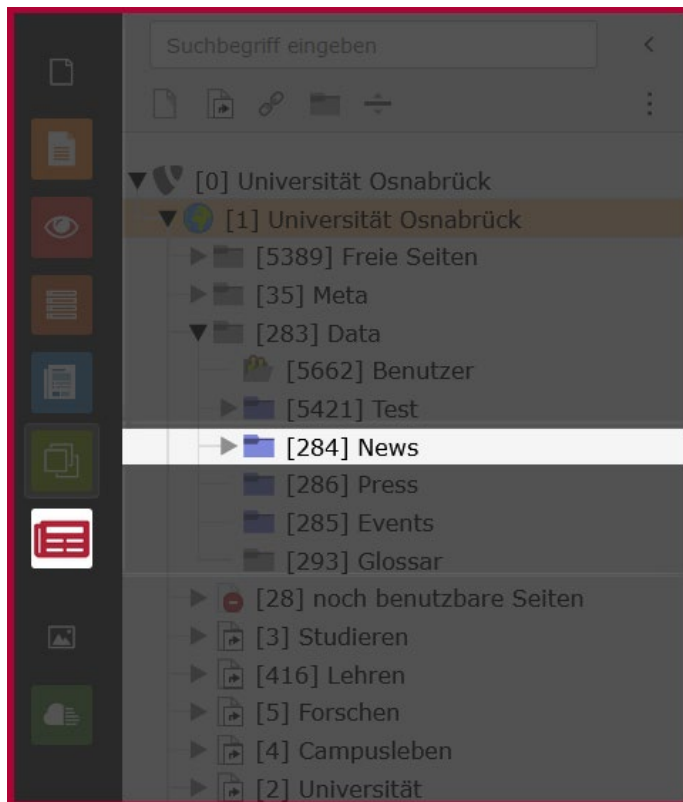 Suchbegriff eingeben
[0] Universität Osnabrück
[1] Universität Osnabrück
[5389] Freie Seiten
[35] Meta
[283] Data
[5662] Benutzer
[5421] Test
[284] News
[286] Press
[285] Events
[293] Glossar
[28] noch benutzbare Seiten
[3] Studieren
[416] Lehren
[5] Forschen
[4] Campusleben
[2] Universität